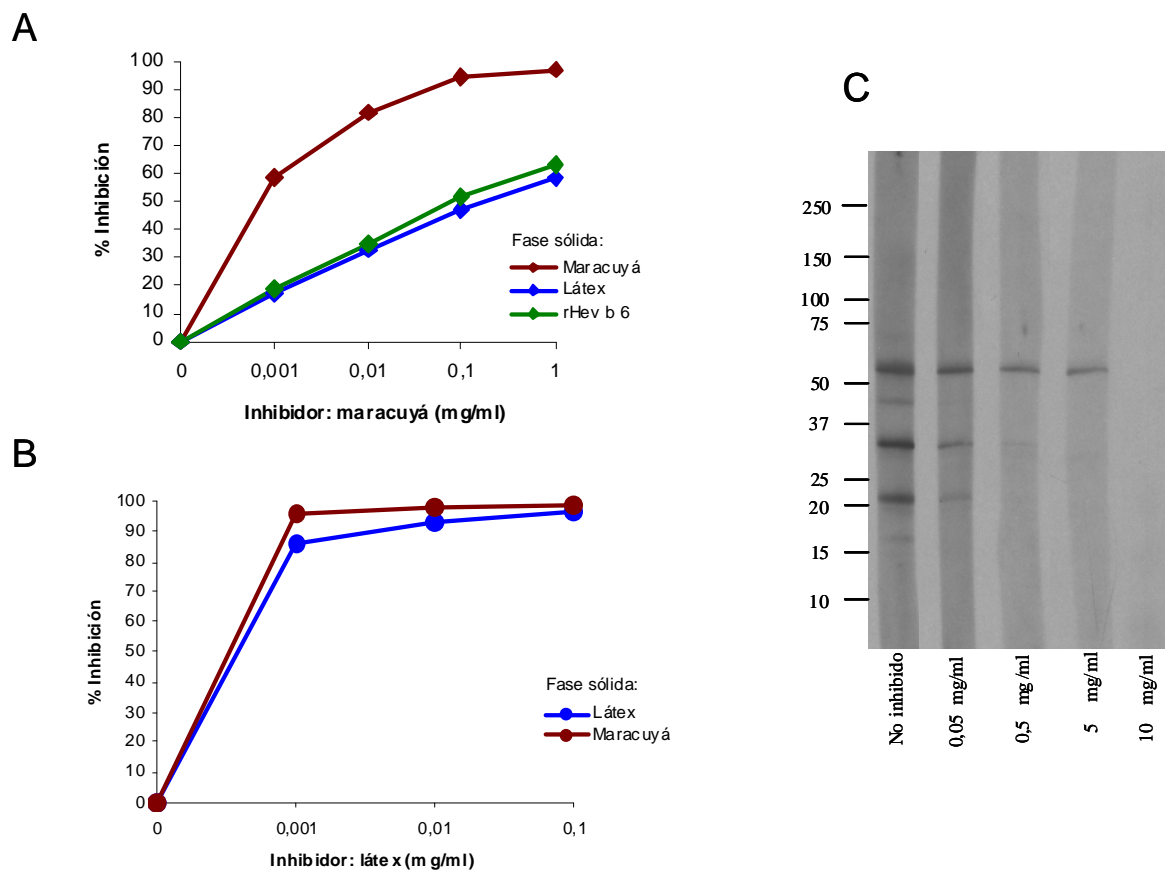 A
100
90
80
70
60
50
40
30
20
10
0
% Inhibición
Fase sólida:
Maracuyá
Látex
rHev b 6
0 0,001 0,01 0,1 1
Inhibidor: maracuyá (mg/ml)
B
100
90
80
70
60
50
40
30
20
10
0
% Inhibición
Fase sólida:
Látex
Maracuyá
0 0,001 0,01 0,1
Inhibidor: látex (mg/ml)
C
250
150
100
75
50
37
25
20
15
10
No inhibido
0,05 mg/ml
0,5 mg/ml
5 mg/ml
10 mg/ml